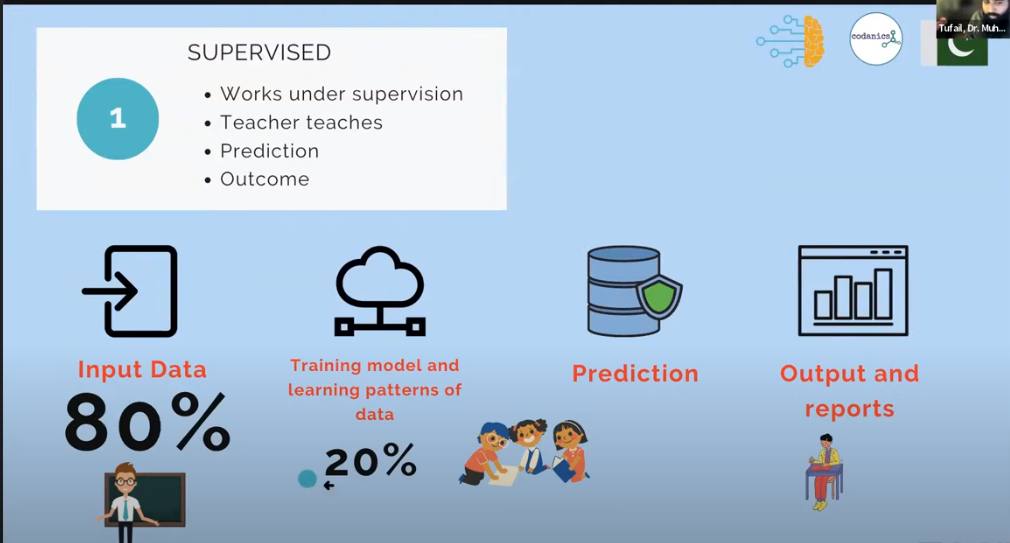 SUPERVISED
1
• Works under supervision
• Teacher teaches
• Prediction
• Outcome
codanics
Tufail, Dr. Muh...
Input Data
80%
Training model and
learning patterns of
data
20%
Prediction
Output and
reports